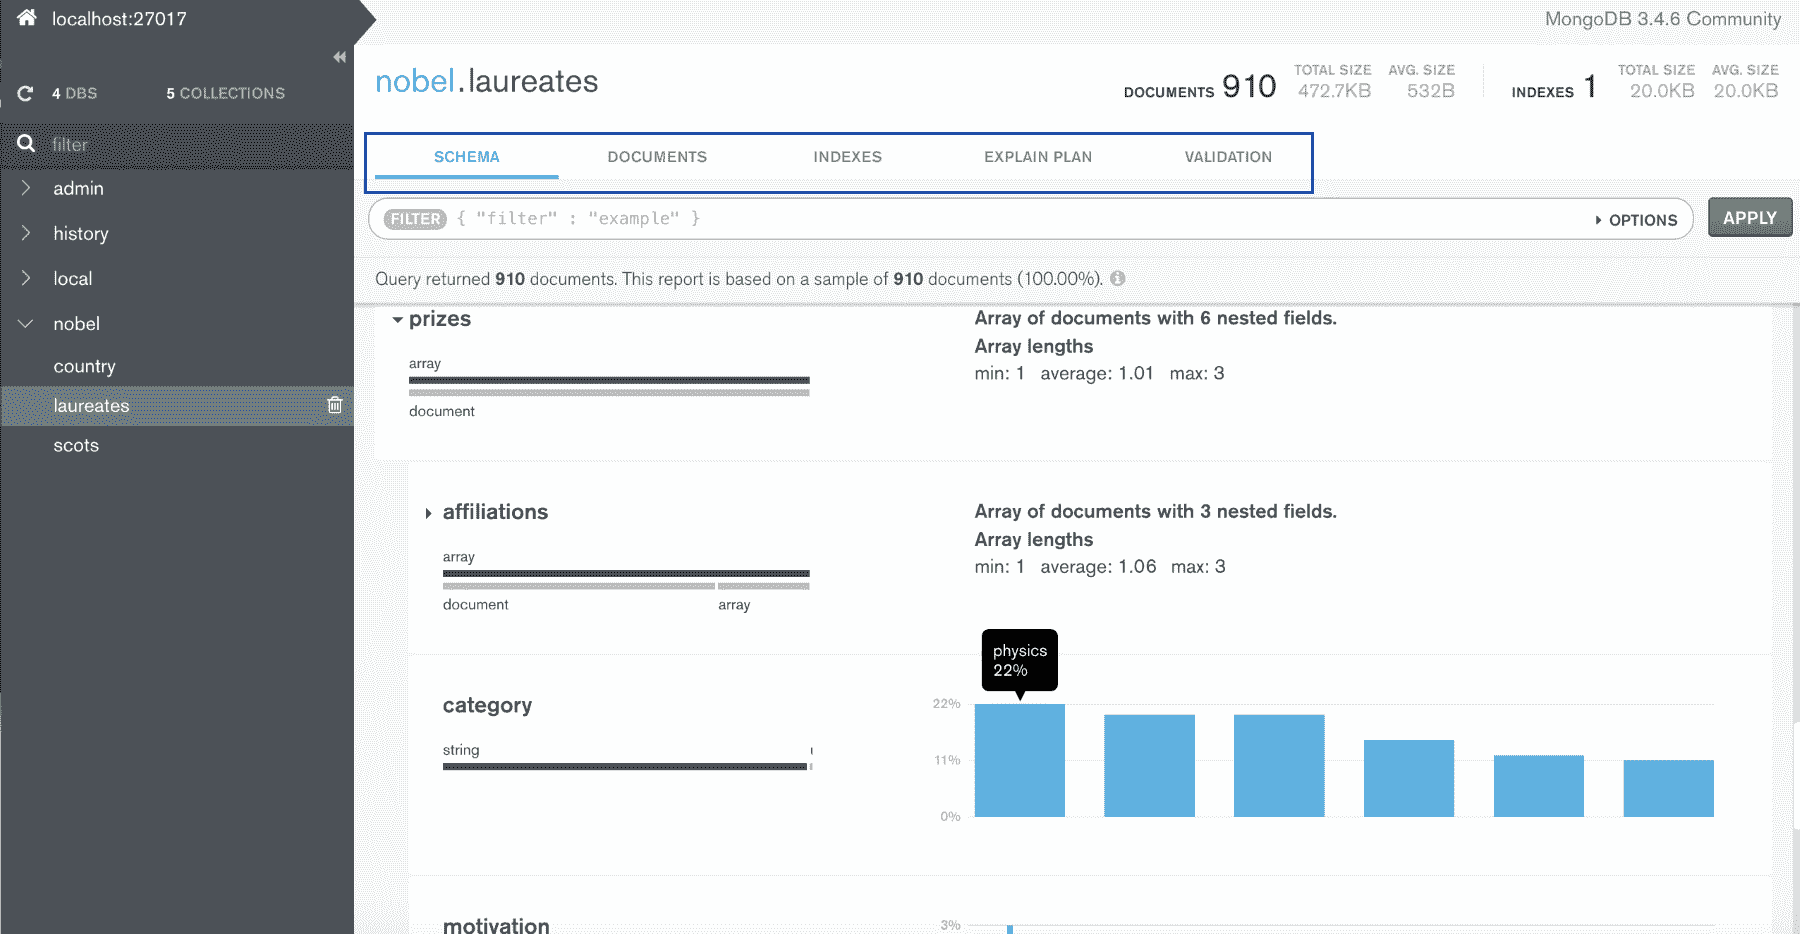 localhost:27017
MongoDB 3.4.6 Community
4 DBS 5 COLLECTIONS
filter
admin
history
local
nobel
country
laureates
scots
nobel.laureates
DOCUMENTS 910 TOTAL SIZE 472.7KB AVG. SIZE 532B
INDEXES 1 TOTAL SIZE 20.0KB AVG. SIZE 20.0KB
SCHEMA DOCUMENTS INDEXES EXPLAIN PLAN VALIDATION
FILTER { "filter" : "example" } OPTIONS APPLY
Query returned 910 documents. This report is based on a sample of 910 documents (100.00%).
prizes
array
document
Array of documents with 6 nested fields.
Array lengths
min: 1 average: 1.01 max: 3
affiliations
array
document array
Array of documents with 3 nested fields.
Array lengths
min: 1 average: 1.06 max: 3
category
string
physics
22%
22%
11%
0%
motivation
3%